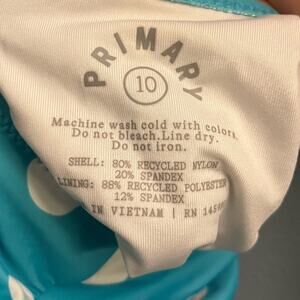 PRIMARY
10
Machine wash cold with colors.
Do not bleach. Line dry.
Do not iron.
SHELL: 80% RECYCLED NYLON
20% SPANDEX
LINING: 88% RECYCLED POLYESTER
12% SPANDEX
IN VIETNAM | RN